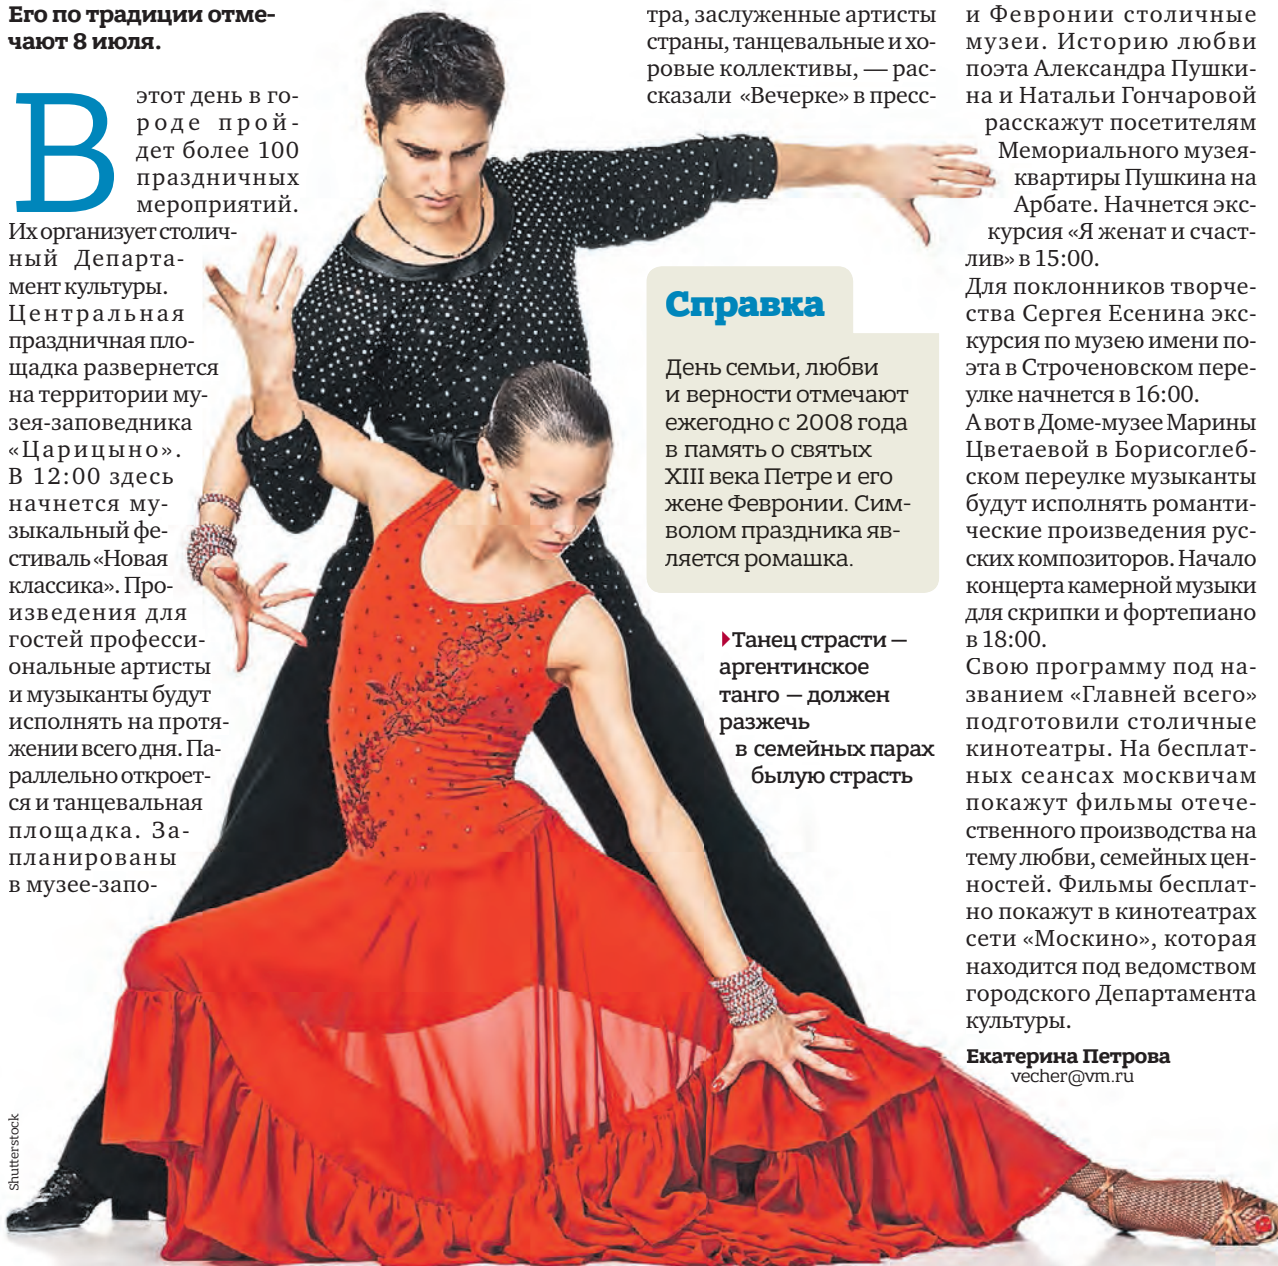 Его по традиции отме-
чают 8 июля.
В этот день в го-
роде прой-
дет более 100
праздничных
мероприятий.
Их организует столич-
ный Департа-
мент культуры.
Центральная
праздничная пло-
щадка развернется
на территории му-
зея-заповедника
«Царицыно».
В 12:00 здесь
начнется му-
зыкальный фе-
стиваль «Новая
классика». Про-
изведения для
гостей професси-
ональные артисты
и музыканты будут
исполнять на протя-
жении всего дня. Па-
раллельно откроет-
ся и танцевальная
площадка. За-
планированы
в музее-запо-
тра, заслуженные артисты
страны, танцевальные и хо-
ровые коллективы, — рас-
сказали «Вечерке» в пресс-
Справка
День семьи, любви
и верности отмечают
ежегодно с 2008 года
в память о святых
XIII века Петре и его
жене Февронии. Сим-
волом праздника яв-
ляется ромашка.
Танец страсти —
аргентинское
танго — должен
разжечь
в семейных парах
былую страсть
и Февронии столичные
музеи. Историю любви
поэта Александра Пушки-
на и Натальи Гончаровой
расскажут посетителям
Мемориального музея-
квартиры Пушкина на
Арбате. Начнется экс-
курсия «Я женат и счаст-
лив» в 15:00.
Для поклонников творче-
ства Сергея Есенина экс-
курсия по музею имени по-
эта в Строченовском пере-
улке начнется в 16:00.
А вот в Доме-музее Марины
Цветаевой в Борисоглеб-
ском переулке музыканты
будут исполнять романти-
ческие произведения рус-
ских композиторов. Начало
концерта камерной музыки
для скрипки и фортепиано
в 18:00.
Свою программу под на-
званием «Главней всего»
подготовили столичные
кинотеатры. На бесплат-
ных сеансах москвичам
покажут фильмы отече-
ственного производства на
тему любви, семейных цен-
ностей. Фильмы бесплат-
но покажут в кинотеатрах
сети «Москино», которая
находится под ведомством
городского Департамента
культуры.
Екатерина Петрова
vecher@vm.ru
Shutterstock